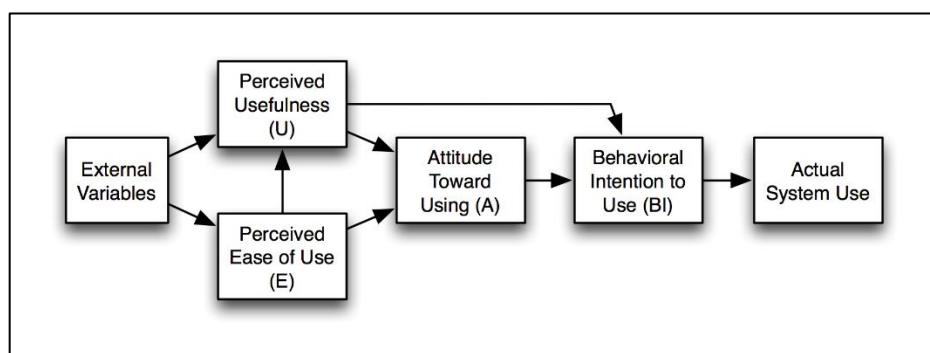 External
Variables
Perceived
Usefulness
(U)
Perceived
Ease of Use
(E)
Attitude
Toward
Using (A)
Behavioral
Intention to
Use (BI)
Actual
System Use